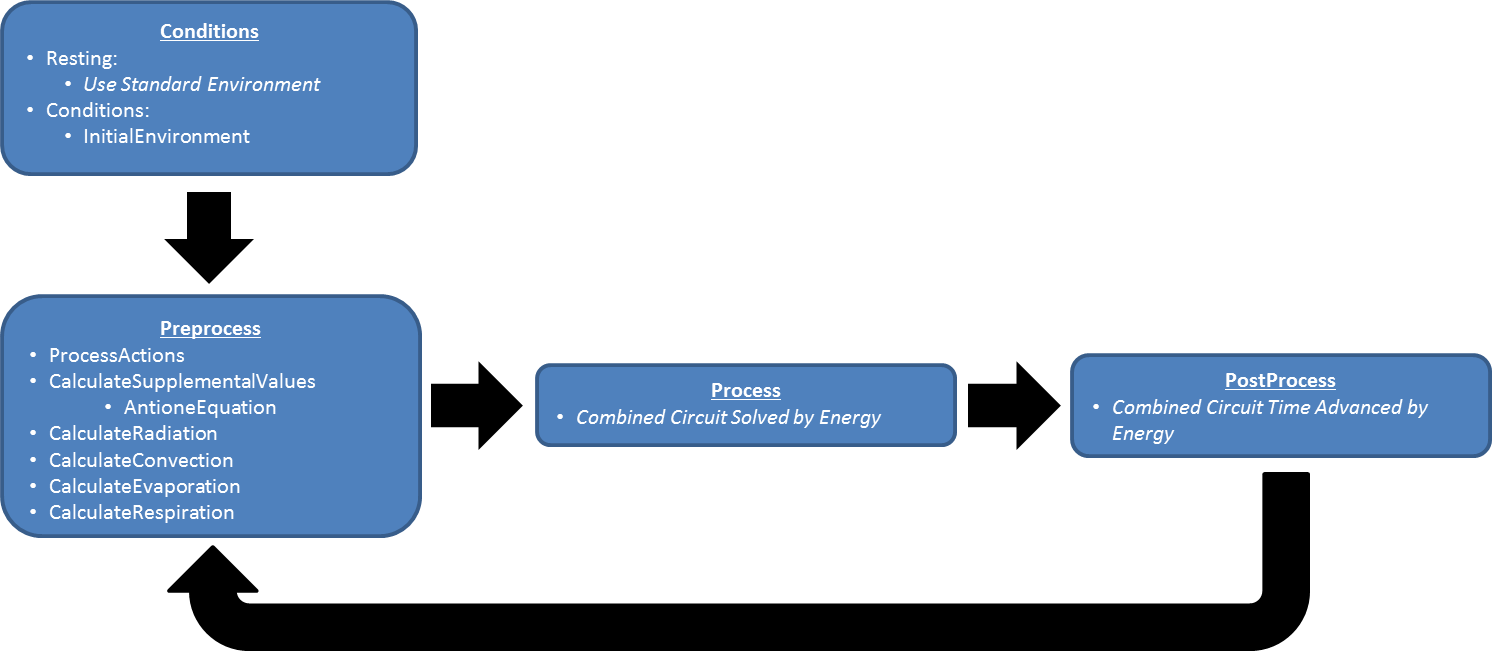 Conditions
• Resting:
• Use Standard Environment
• Conditions:
• InitialEnvironment
Preprocess
• ProcessActions
• CalculateSupplementalValues
• AntioneEquation
• CalculateRadiation
• CalculateConvection
• CalculateEvaporation
• CalculateRespiration
Process
• Combined Circuit Solved by Energy
PostProcess
• Combined Circuit Time Advanced by
Energy